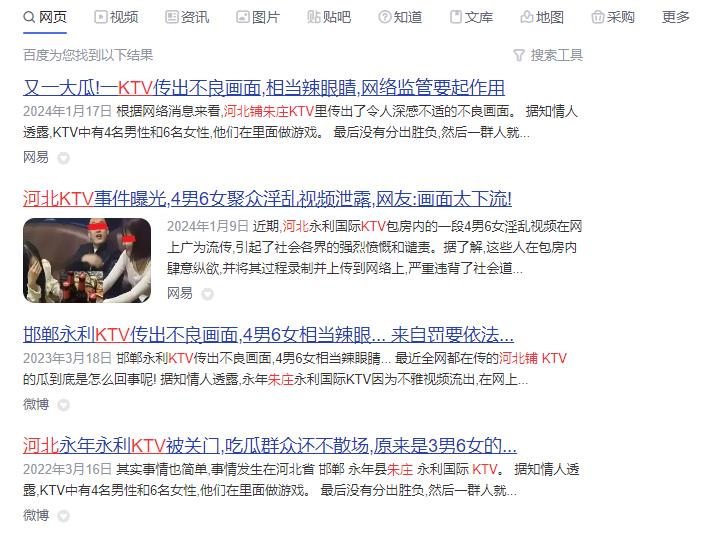 网页 视频 资讯 图片 贴吧 知道 文库 地图 采购 更多
百度为您找到以下结果 搜索工具
又一大瓜!一KTV传出不良画面,相当辣眼睛,网络监管要起作用
2024年1月17日 根据网络消息来看,河北铺朱庄KTV里传出了令人深感不适的不良画面。 据知情人
透露,KTV中有4名男性和6名女性,他们在里面做游戏。 最后没有分出胜负,然后一群人就...
网易
河北KTV事件曝光,4男6女聚众淫乱视频泄露,网友:画面太下流!
2024年1月9日 近期,河北永利国际KTV包房内的一段4男6女淫乱视频在网
上广为流传,引起了社会各界的强烈愤慨和谴责。据了解,这些人在包房内
肆意纵欲,并将其过程录制并上传到网络上,严重违背了社会道...
网易
邯郸永利KTV传出不良画面,4男6女相当辣眼... 来自罚要依法...
2023年3月18日 邯郸永利KTV传出不良画面,4男6女相当辣眼睛... 最近全网都在传的河北铺 KTV
的瓜到底是怎么回事呢! 据知情人透露,永年朱庄永利国际KTV因为不雅视频流出,在网上...
微博
河北永年永利KTV被关门,吃瓜群众还不散场,原来是3男6女的...
2022年3月16日 其实事情也简单,事情发生在河北省 邯郸 永年县朱庄 永利国际 KTV。 据知情人透
露,KTV中有4名男性和6名女性,他们在里面做游戏。 最后没有分出胜负,然后一群人就...
微博